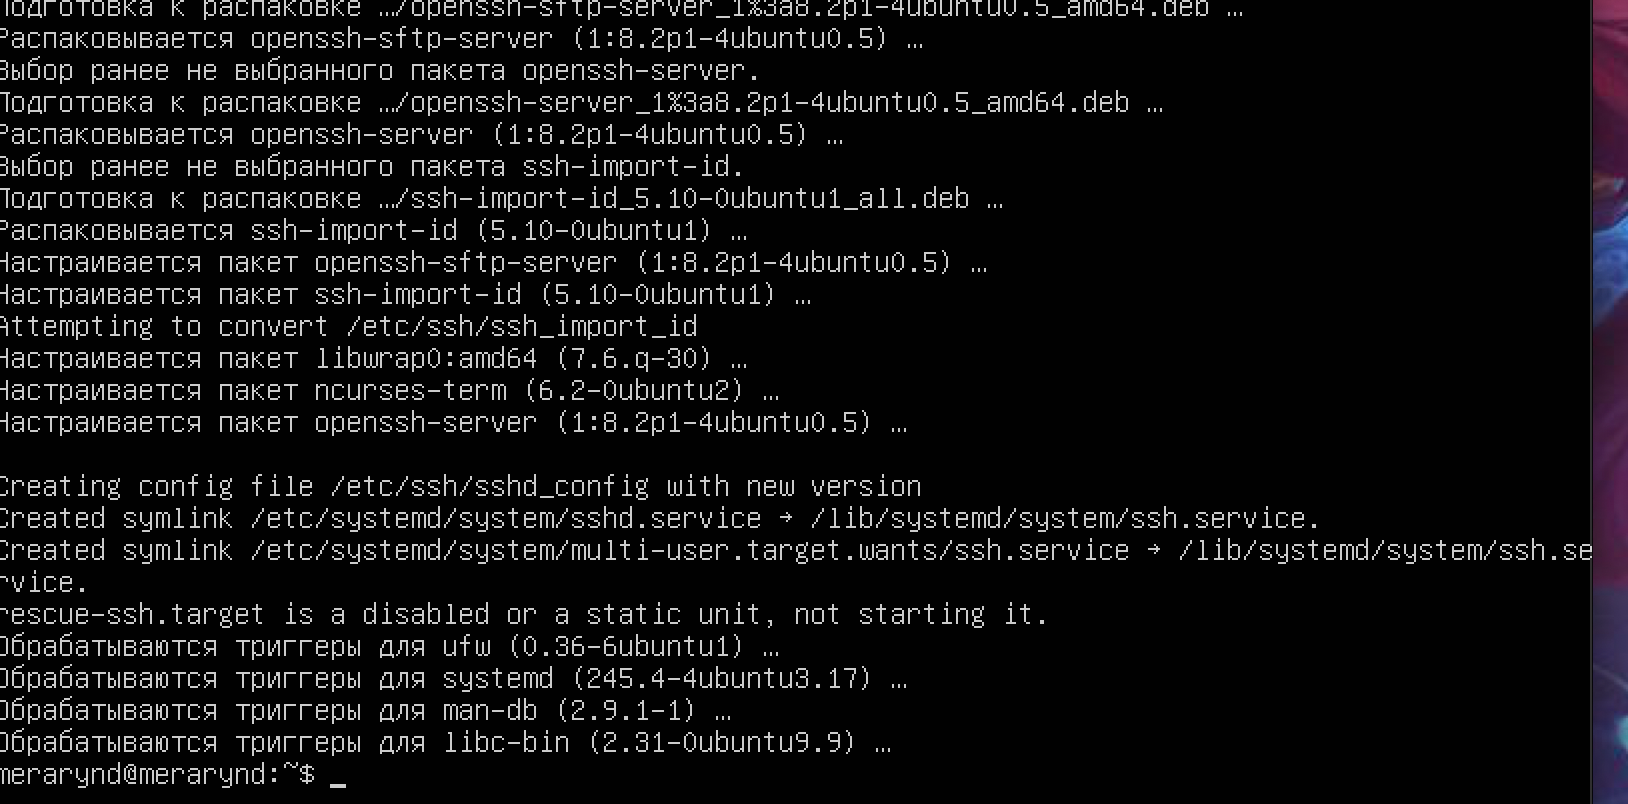 Подготовка к распаковке …/openssh-sftp-server_1%3a8.2p1-4ubuntu0.5_amd64.deb …
Распаковывается openssh-sftp-server (1:8.2p1-4ubuntu0.5) …
Выбор ранее не выбранного пакета openssh-server.
Подготовка к распаковке …/openssh-server_1%3a8.2p1-4ubuntu0.5_amd64.deb …
Распаковывается openssh-server (1:8.2p1-4ubuntu0.5) …
Выбор ранее не выбранного пакета ssh-import-id.
Подготовка к распаковке …/ssh-import-id_5.10-0ubuntu1_all.deb …
Распаковывается ssh-import-id (5.10-0ubuntu1) …
Настраивается пакет openssh-sftp-server (1:8.2p1-4ubuntu0.5) …
Настраивается пакет ssh-import-id (5.10-0ubuntu1) …
Attempting to convert /etc/ssh/ssh_import_id
Настраивается пакет libwrap0:amd64 (7.6.q-30) …
Настраивается пакет ncurses-term (6.2-0ubuntu2) …
Настраивается пакет openssh-server (1:8.2p1-4ubuntu0.5) …
Creating config file /etc/ssh/sshd_config with new version
Created symlink /etc/systemd/system/sshd.service → /lib/systemd/system/ssh.service.
Created symlink /etc/systemd/system/multi-user.target.wants/ssh.service → /lib/systemd/system/ssh.se
rvice.
rescue-ssh.target is a disabled or a static unit, not starting it.
Обрабатываются триггеры для ufw (0.36-6ubuntu1) …
Обрабатываются триггеры для systemd (245.4-4ubuntu3.17) …
Обрабатываются триггеры для man-db (2.9.1-1) …
Обрабатываются триггеры для libc-bin (2.31-0ubuntu9.9) …
merarynd@merarynd:~$ _